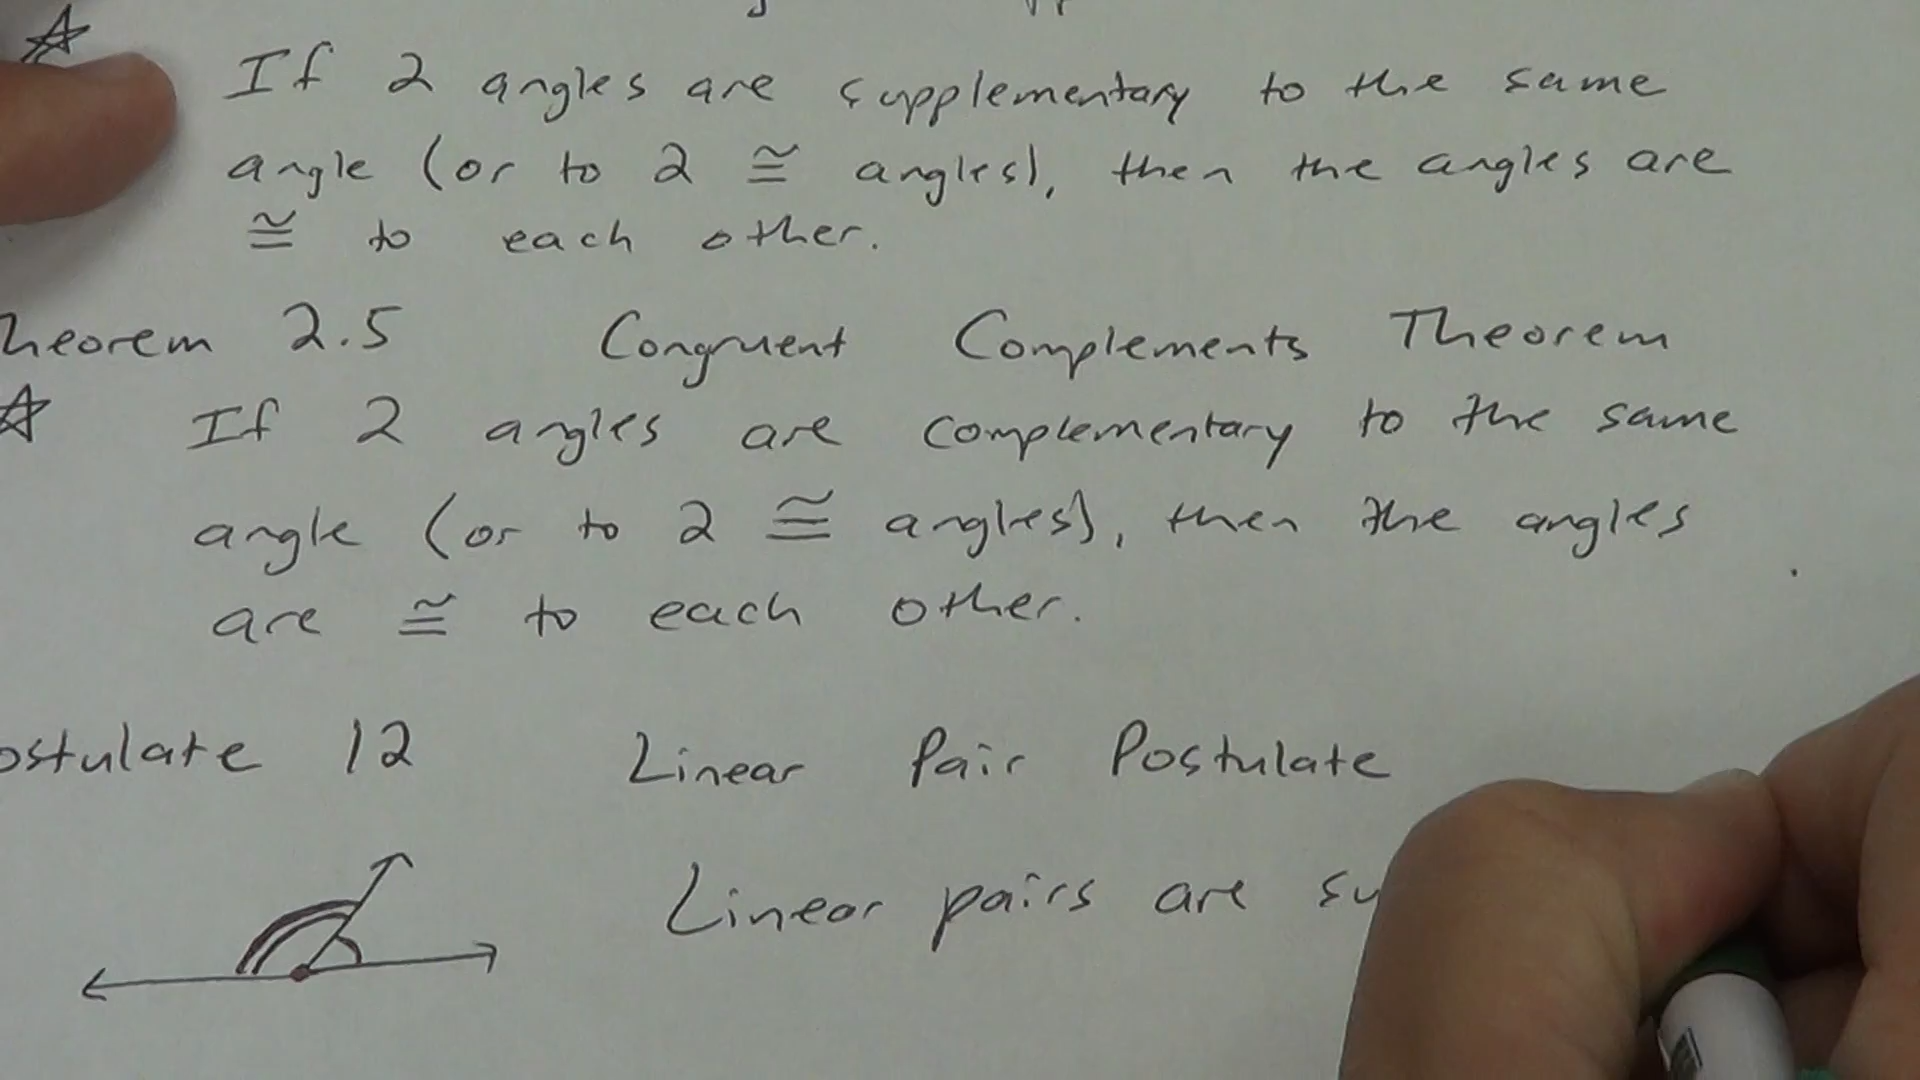 If 2 angles are supplementary to the same
angle (or to 2 ≅ angles), then the angles are
≅ to each other.
heorem 2.5 Congruent Complements Theorem
If 2 angles are complementary to the same
angle (or to 2 ≅ angles), then the angles
are ≅ to each other.
ostulate 12 Linear Pair Postulate
Linear pairs are su